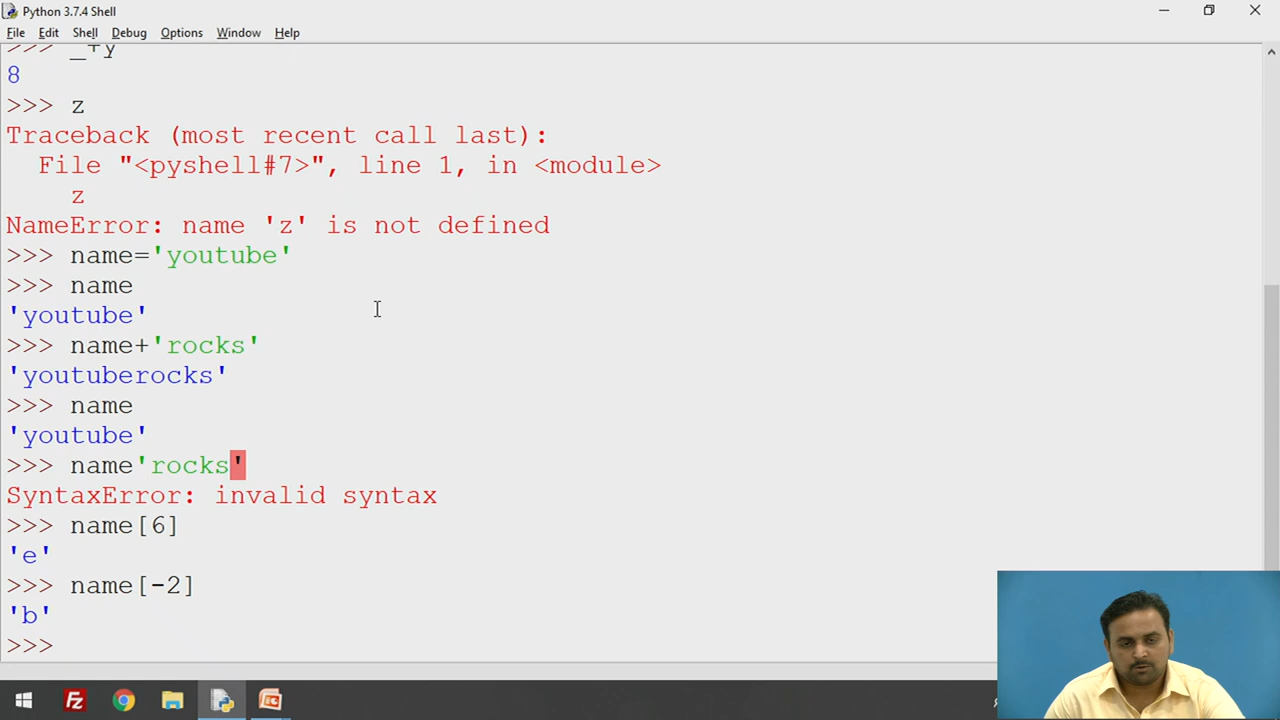 Python 3.7.4 Shell
File Edit Shell Debug Options Window Help
>>> _+y
8
>>> z
Traceback (most recent call last):
  File "<pyshell#7>", line 1, in <module>
    z
NameError: name 'z' is not defined
>>> name='youtube'
>>> name
'youtube'
>>> name+'rocks'
'youtuberocks'
>>> name
'youtube'
>>> name'rocks'
SyntaxError: invalid syntax
>>> name[6]
'e'
>>> name[-2]
'b'
>>>
Fz